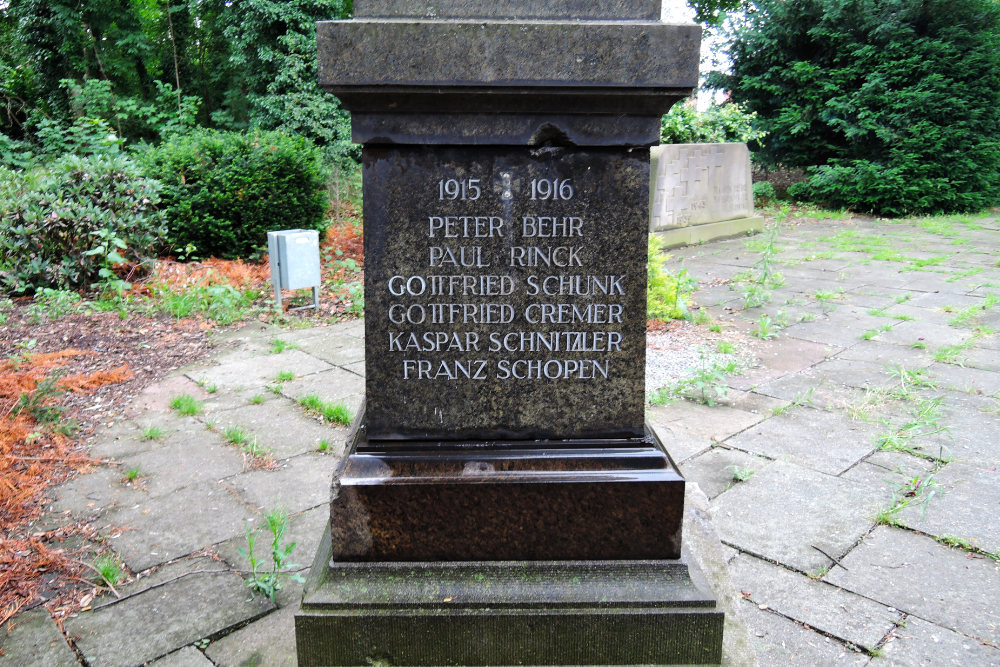 1915 1916
PETER BEHR
PAUL RINCK
GOTTFRIED SCHUNK
GOTTFRIED CREMER
KASPAR SCHNITZLER
FRANZ SCHOPEN